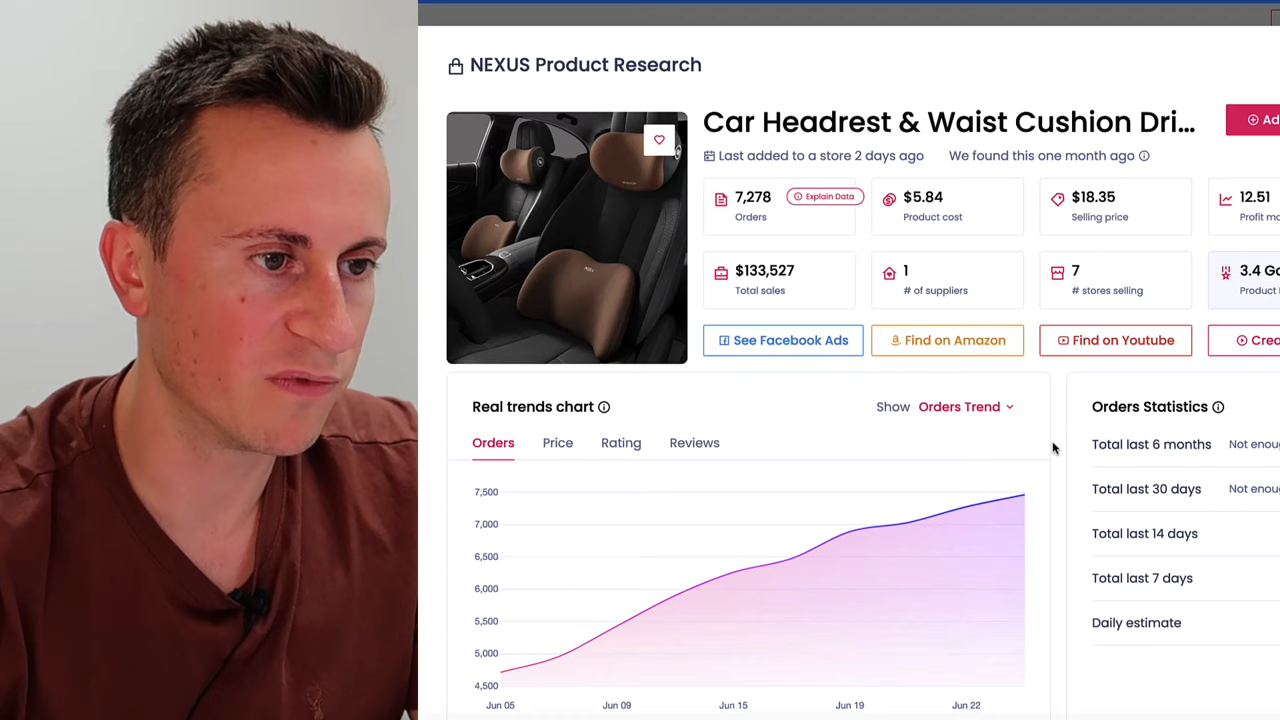 NEXUS Product Research
Car Headrest & Waist Cushion Dri...
Ad
Last added to a store 2 days ago
We found this one month ago
7,278
Orders
Explain Data
$5.84
Product cost
$18.35
Selling price
12.51
Profit
$133,527
Total sales
1
# of suppliers
7
# stores selling
3.4
Product
See Facebook Ads
Find on Amazon
Find on Youtube
Real trends chart
Show Orders Trend
Orders
Price
Rating
Reviews
7,500
7,000
6,500
6,000
5,500
5,000
4,500
Jun 05
Jun 09
Jun 15
Jun 19
Jun 22
Orders Statistics
Total last 6 months
Not
Total last 30 days
Not
Total last 14 days
Total last 7 days
Daily estimate